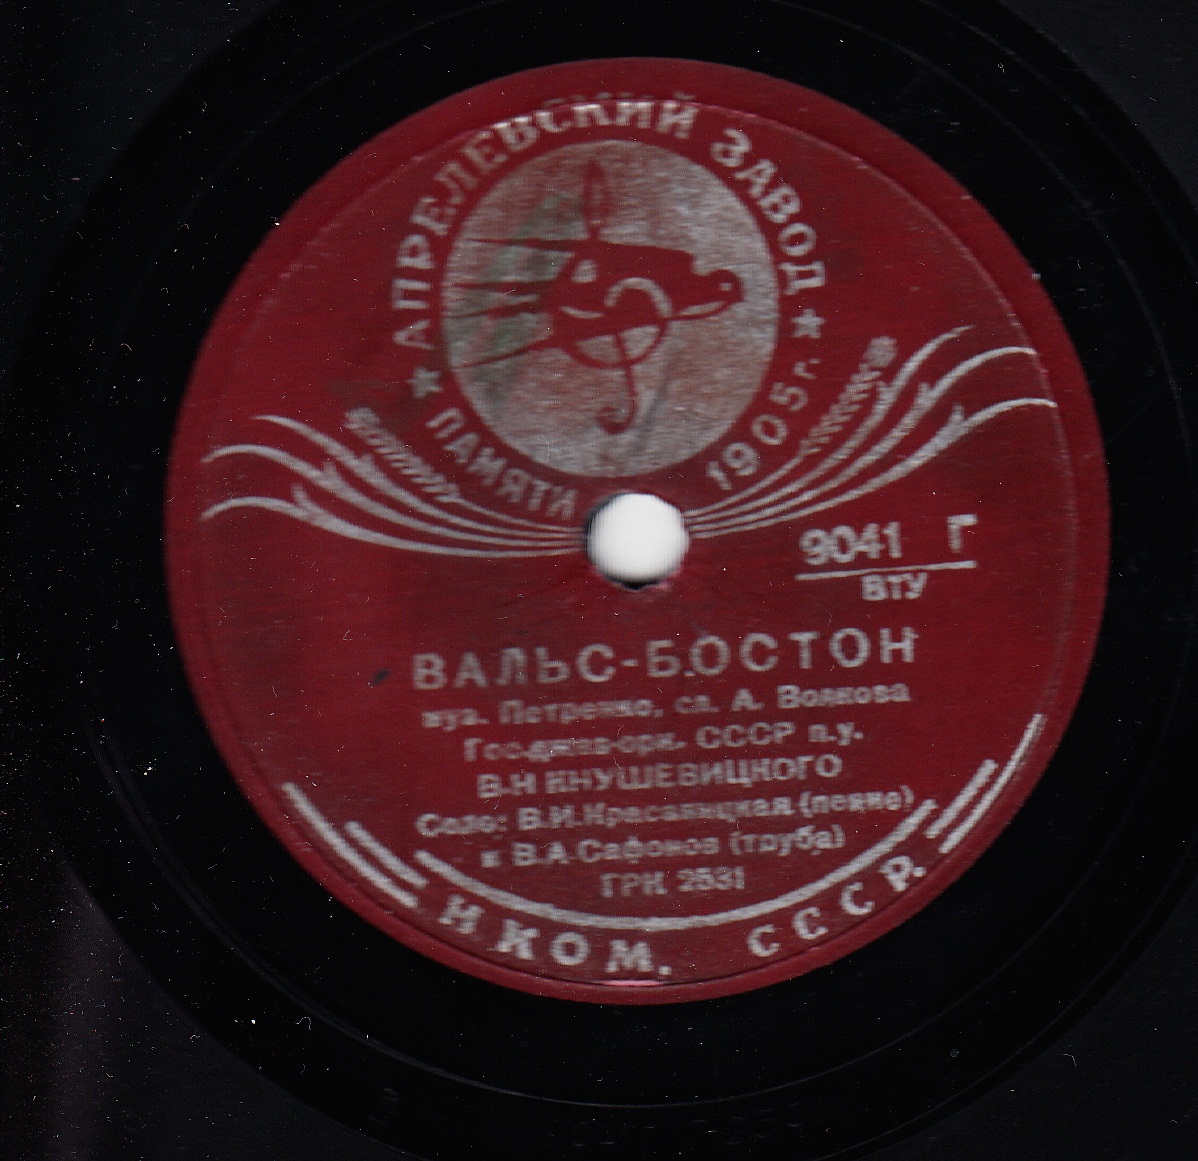 АПРЕЛЕВСКИЙ ЗАВОД
ПАМЯТИ 1905 г.
9041 Г
ВТУ
ВАЛЬС-БОСТОН
муз. Петренко, сл. А. Волкова
Гос.джаз-орк. СССР п.у.
В.Н КНУШЕВИЦКОГО
Соло: В.И.Красавицкая (пение)
и В.А.Сафонов (труба)
ГРК 2531
НКОМ. СССР.